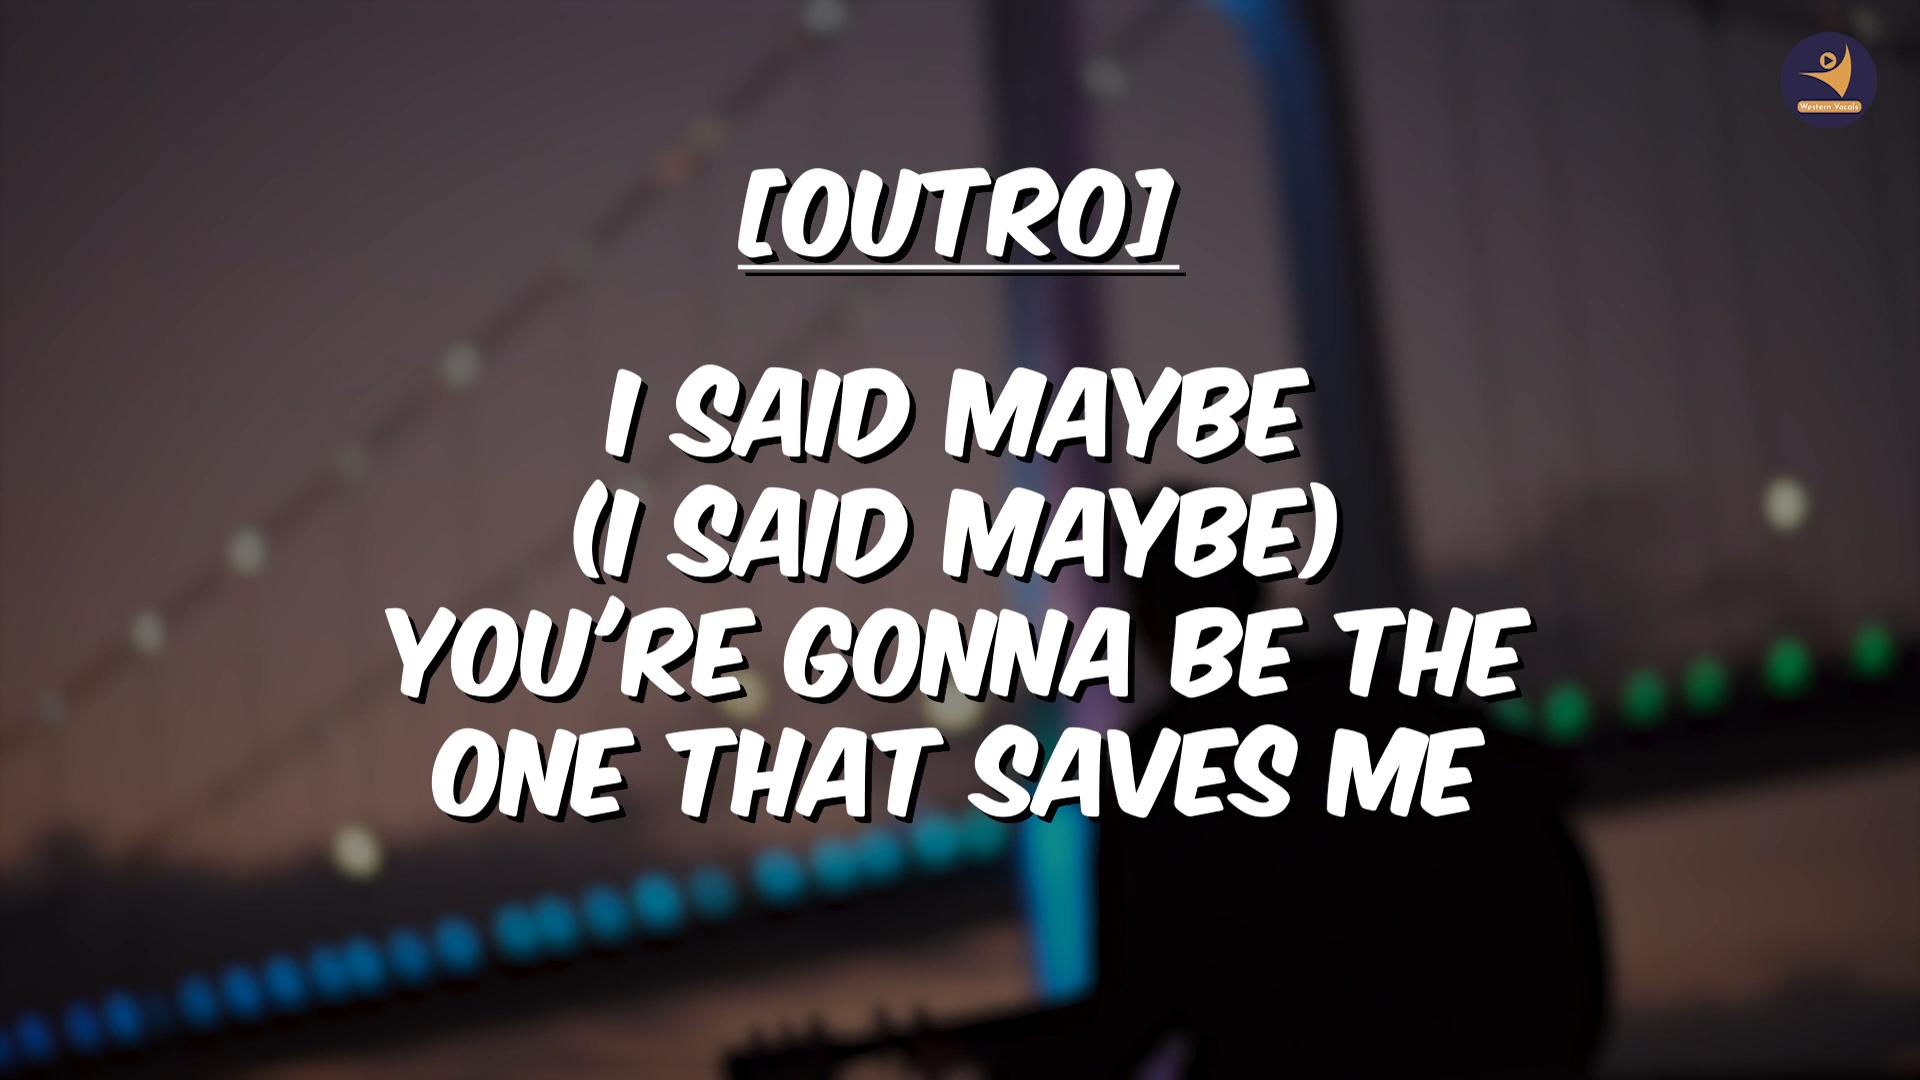 Western Vocals
[OUTRO]
I SAID MAYBE
(I SAID MAYBE)
YOU'RE GONNA BE THE
ONE THAT SAVES ME